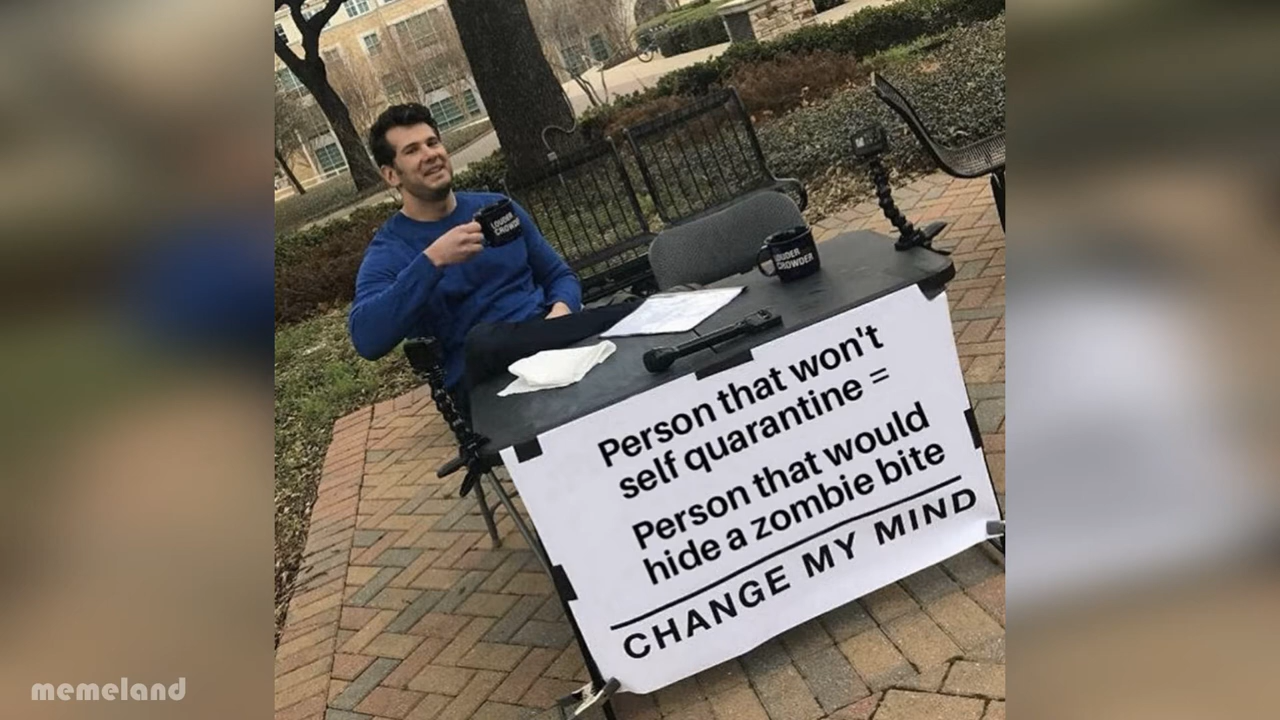 LOUDER
CROWDER
LOUDER
CROWDER
Person that won't
self quarantine =
Person that would
hide a zombie bite
CHANGE MY MIND
memeland